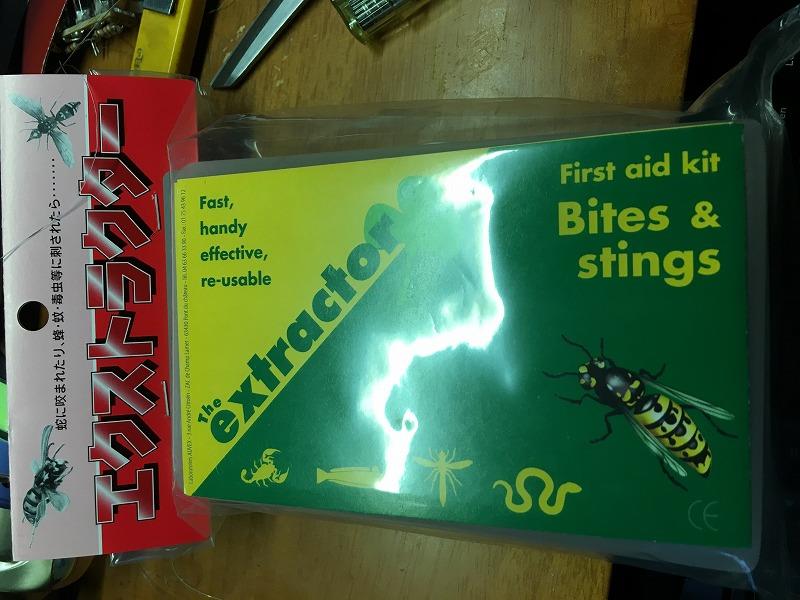 エクストラクター
蛇に咬まれたり、蜂・蚊・毒虫等に刺されたら‥‥‥
Fast,
handy
effective,
re-usable
The
extractor
First aid kit
Bites &
stings
CE